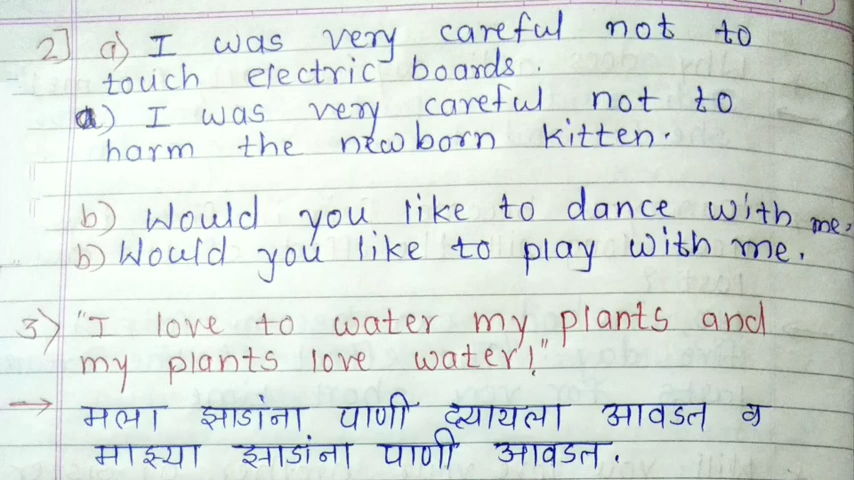 2] a) I was very careful not to
touch electric boards.
a) I was very careful not to
harm the newborn kitten.
b) Would you like to dance with me.
b) Would you like to play with me.
3) "I love to water my plants and
my plants love water!"
→ मला झाडांना पाणी द्यायला आवडत व
माझ्या झाडांना पाणी आवडत.